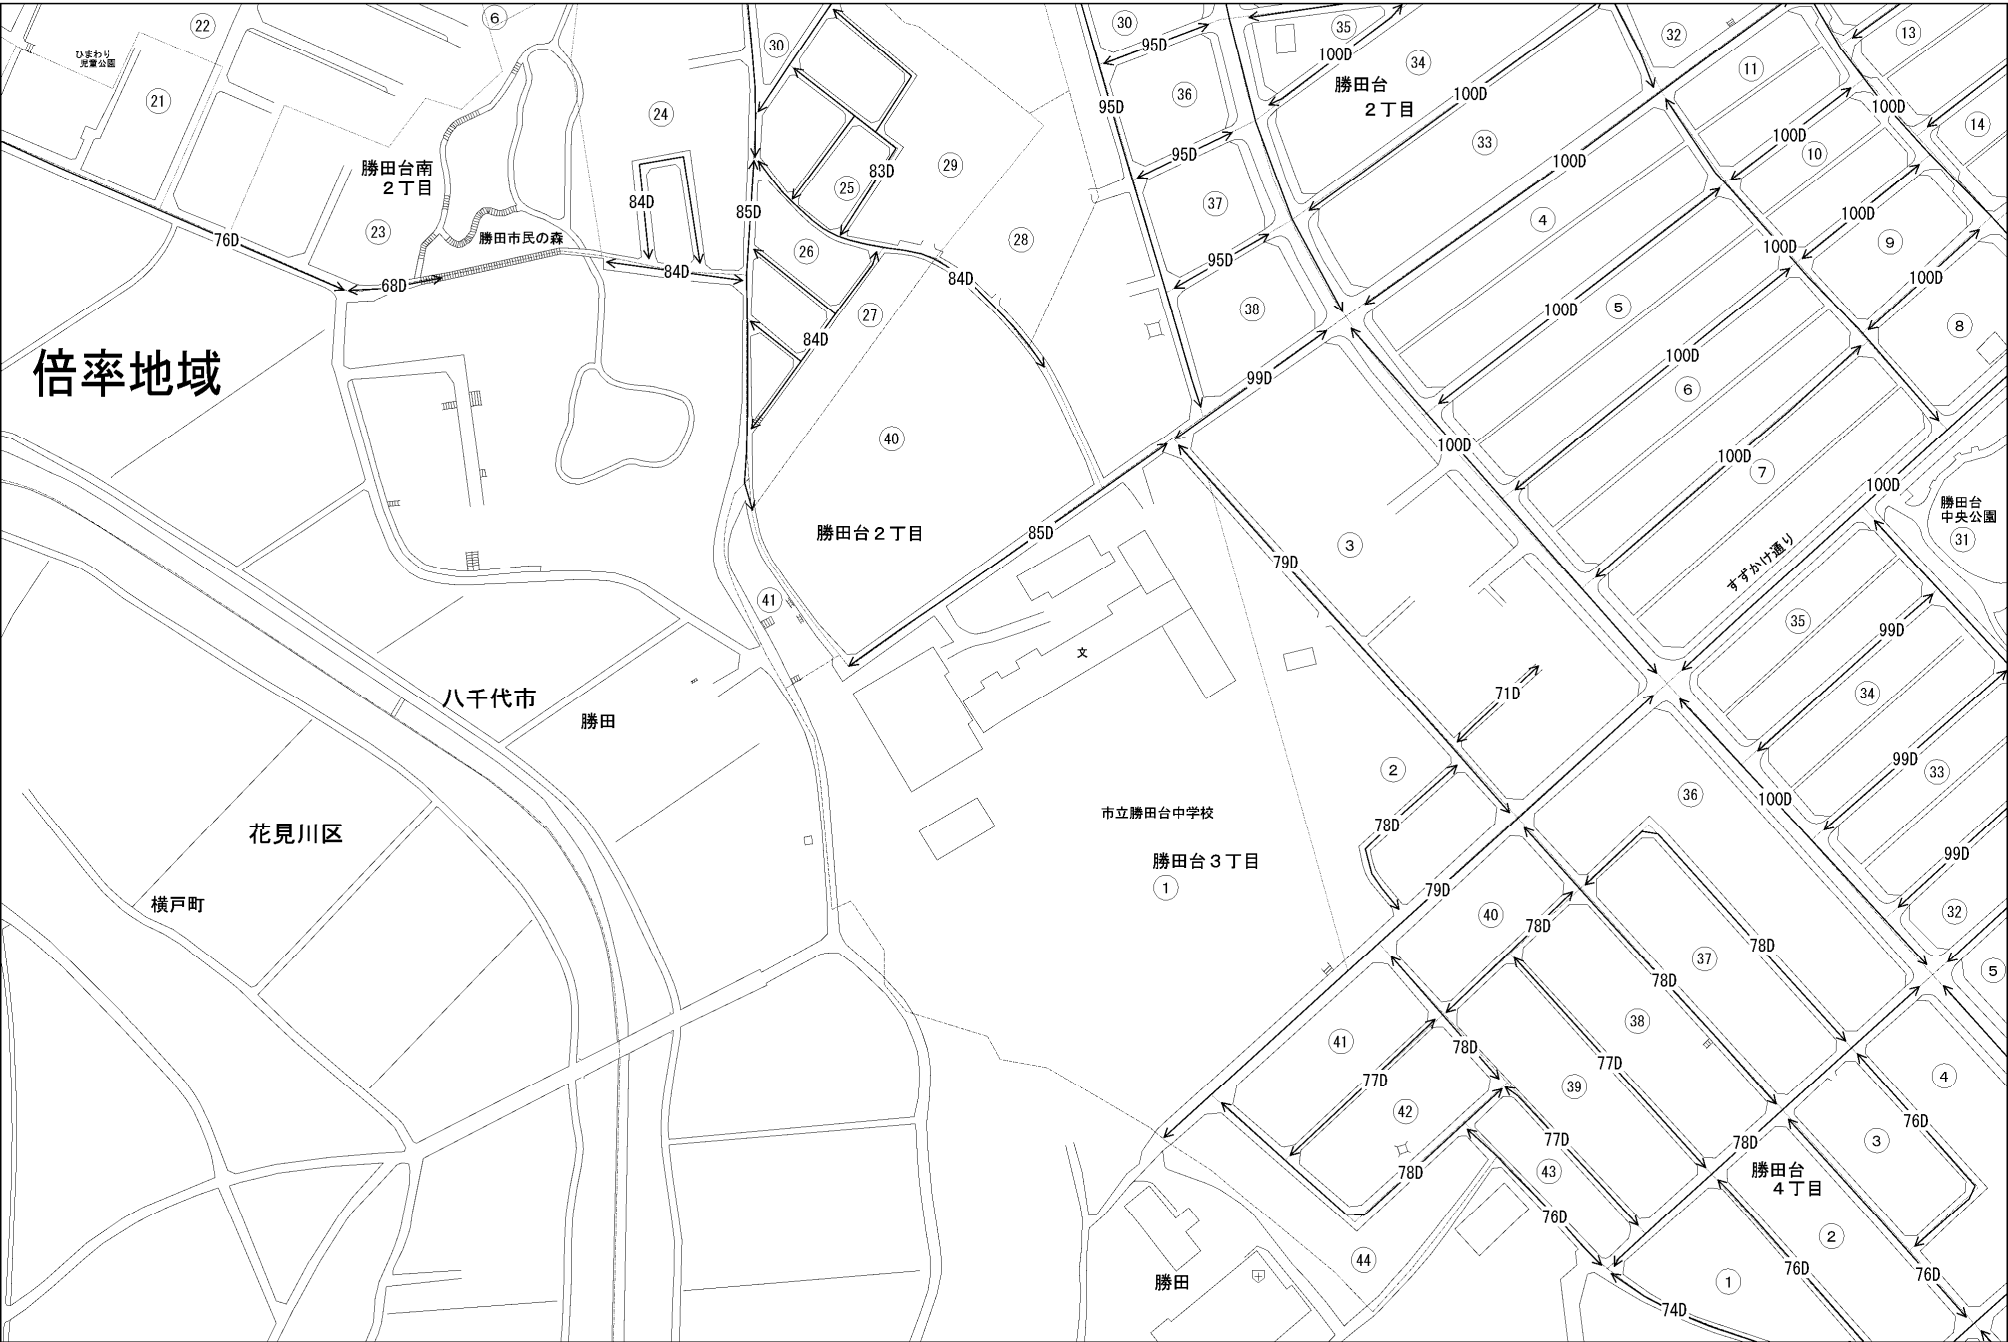 22
6
ひまわり
児童公園
21
30
24
勝田台南
2丁目
23
76D
勝田市民の森
68D
84D
84D
85D
25
83D
26
27
84D
84D
29
28
倍率地域
40
勝田台2丁目
85D
41
文
八千代市
勝田
花見川区
横戸町
市立勝田台中学校
勝田台3丁目
1
30
95D
36
95D
95D
37
95D
38
99D
35
100D
34
勝田台
2丁目
100D
33
100D
32
11
100D
10
100D
13
100D
14
4
100D
9
100D
8
100D
5
100D
6
100D
7
100D
100D
100D
すずかけ通り
勝田台
中央公園
31
3
79D
71D
2
78D
79D
35
99D
34
99D
33
100D
99D
32
5
36
40
78D
37
78D
78D
38
77D
39
41
78D
77D
42
78D
77D
43
76D
44
勝田
78D
勝田台
4丁目
4
76D
3
2
76D
76D
1
74D